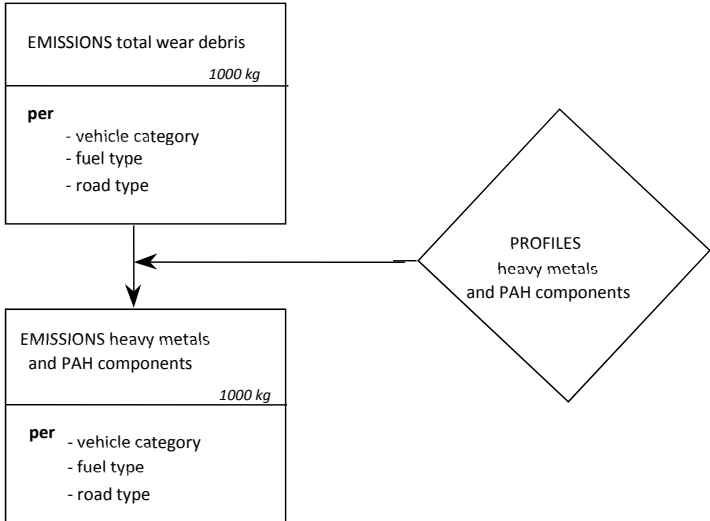 EMISSIONS total wear debris
1000 kg
per
- vehicle category
- fuel type
- road type
PROFILES
heavy metals
and PAH components
EMISSIONS heavy metals
and PAH components
1000 kg
per
- vehicle category
- fuel type
- road type